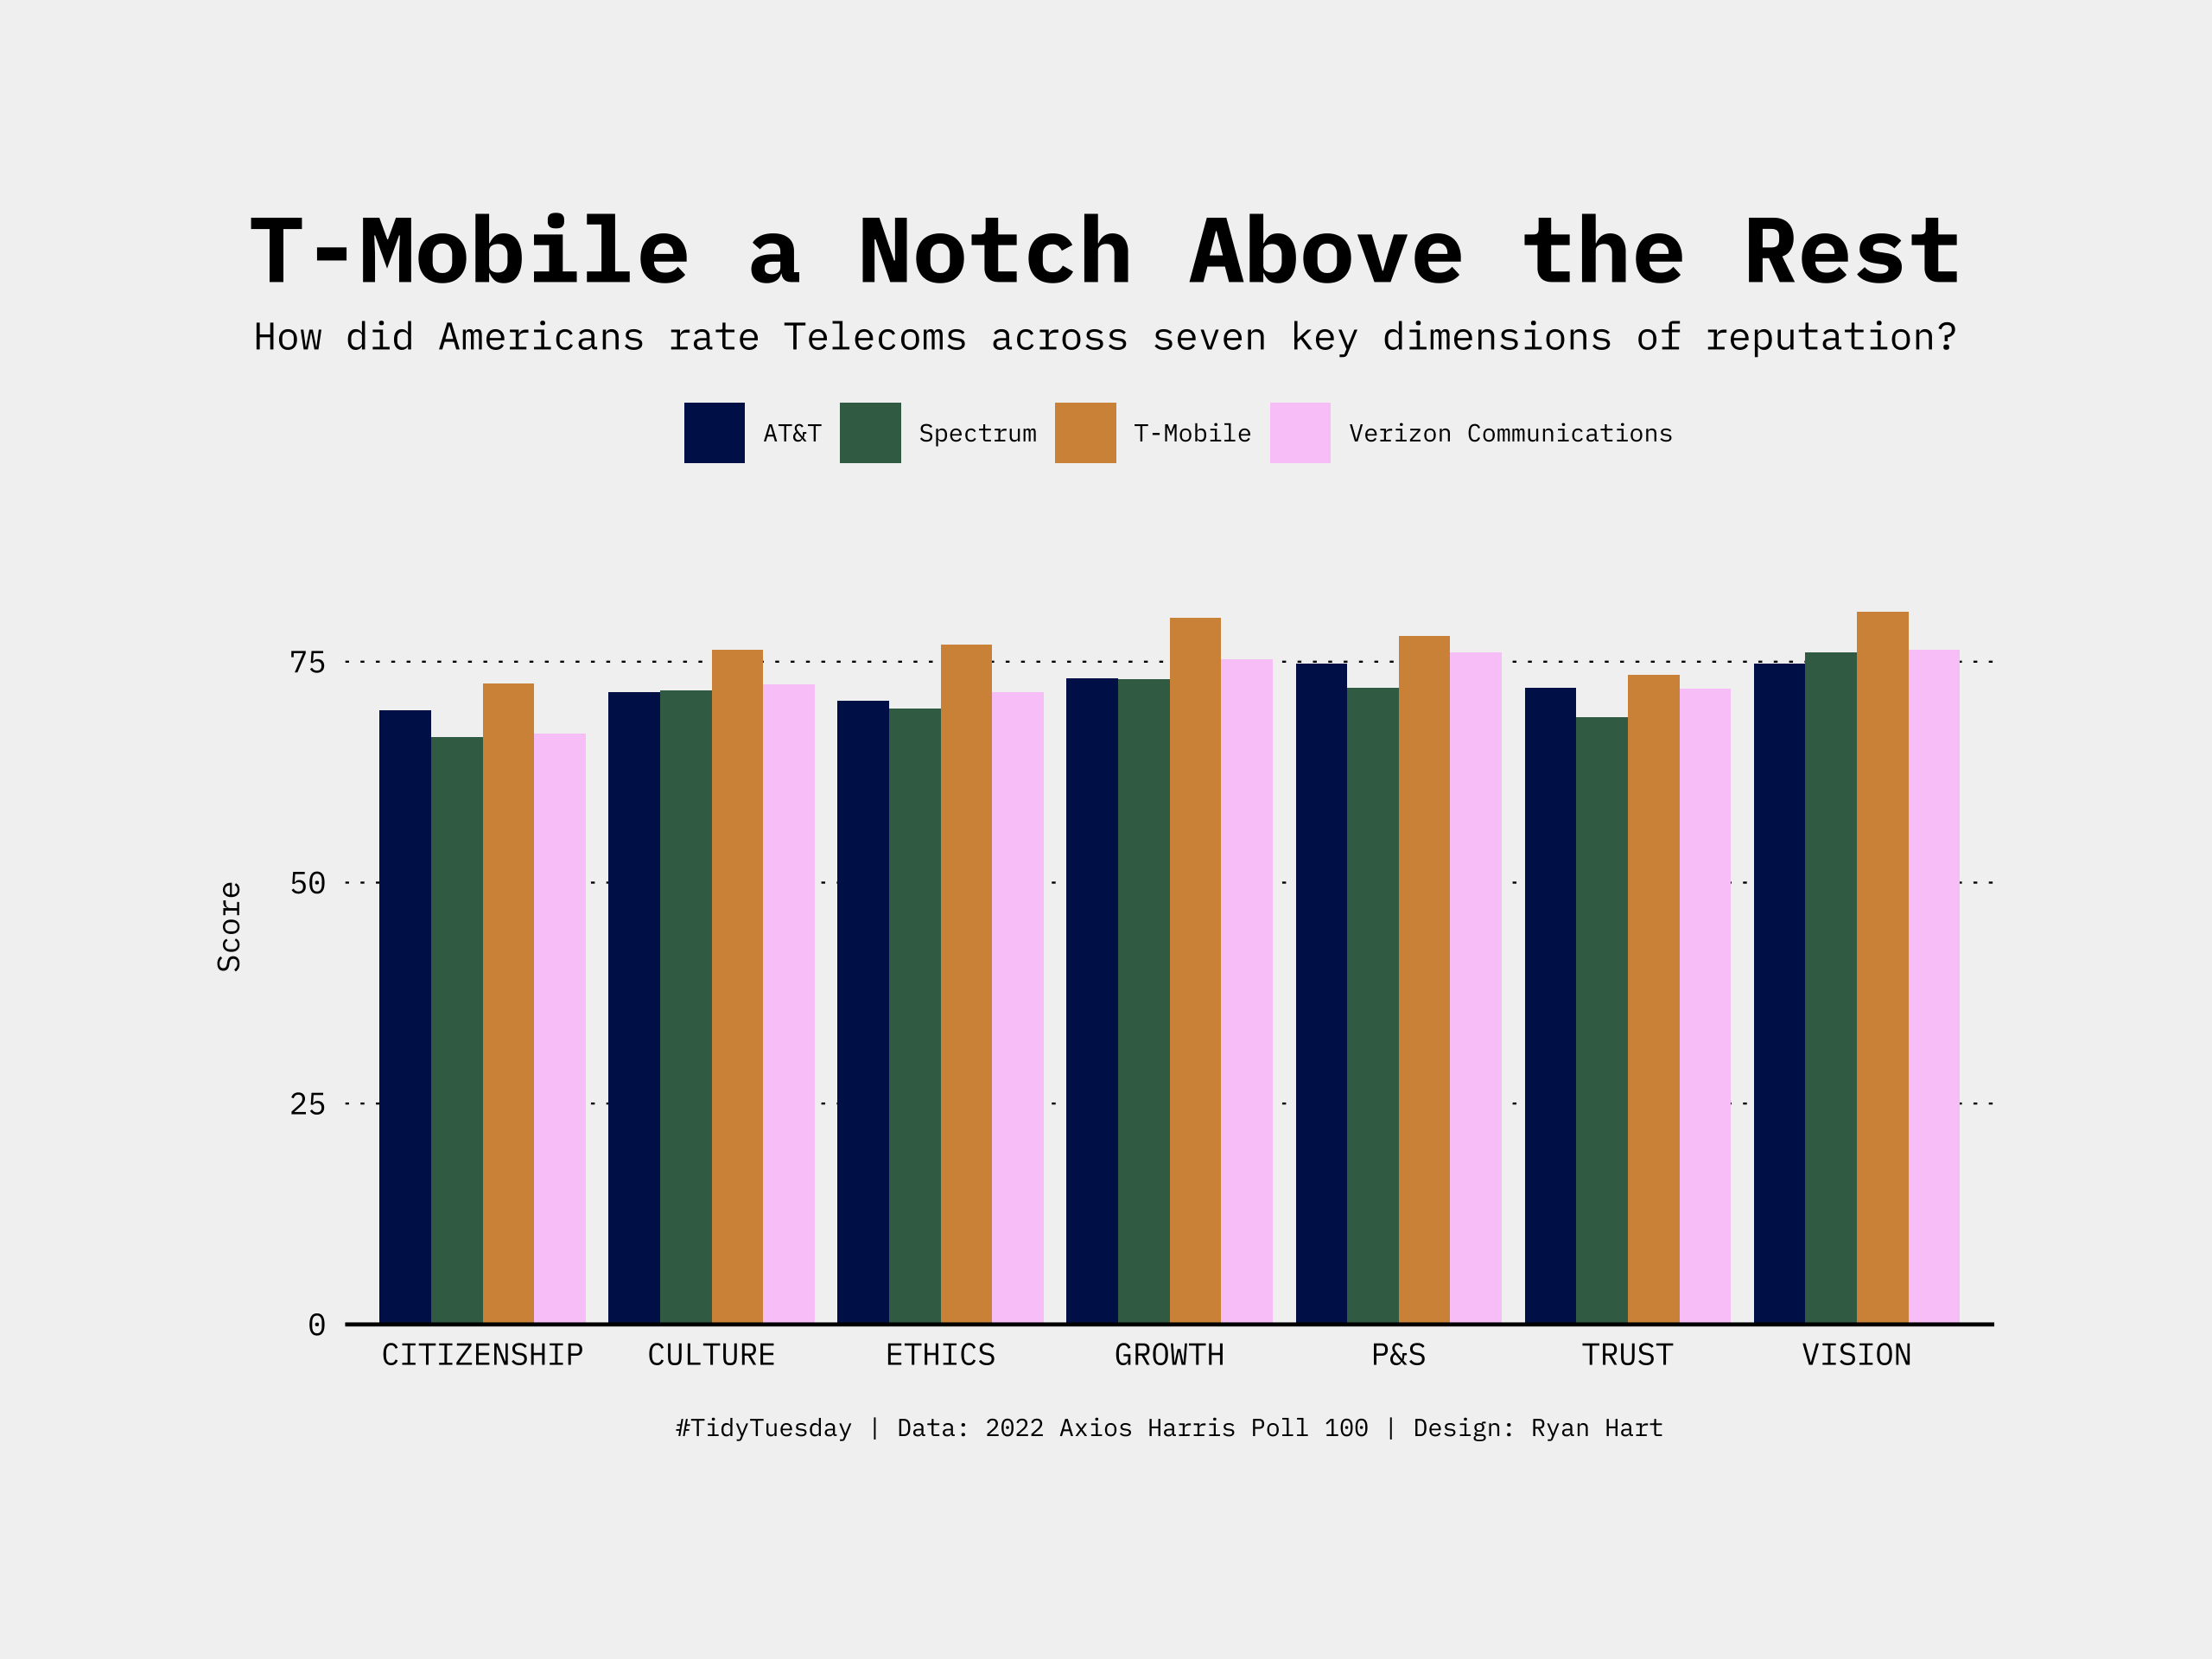 T-Mobile a Notch Above the Rest
How did Americans rate Telecoms across seven key dimensions of reputation?
AT&T Spectrum T-Mobile Verizon Communications
75
50
25
0
Score
CITIZENSHIP CULTURE ETHICS GROWTH P&S TRUST VISION
#TidyTuesday | Data: 2022 Axios Harris Poll 100 | Design: Ryan Hart